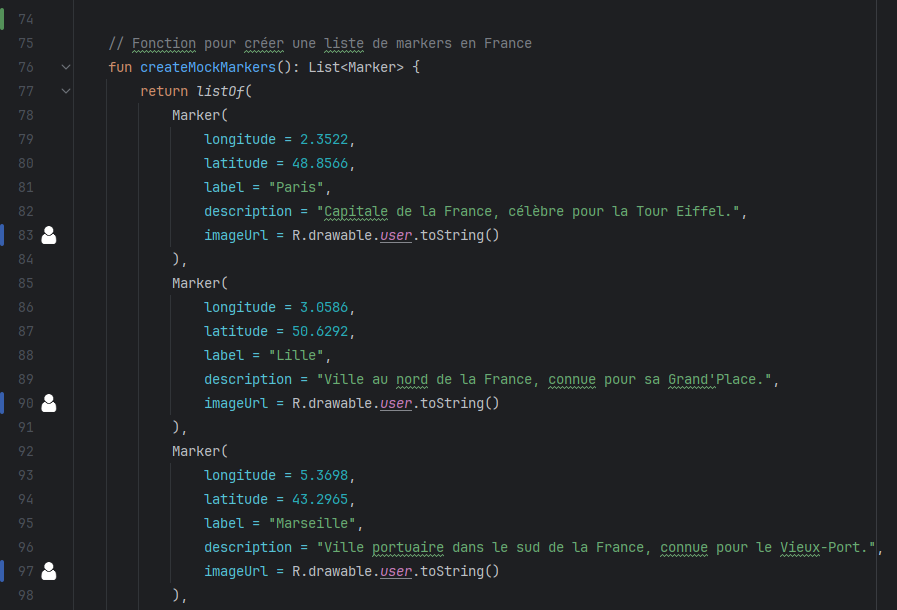 74
75 // Fonction pour créer une liste de markers en France
76 fun createMockMarkers(): List<Marker> {
77 return listOf(
78 Marker(
79 longitude = 2.3522,
80 latitude = 48.8566,
81 label = "Paris",
82 description = "Capitale de la France, célèbre pour la Tour Eiffel.",
83 imageUrl = R.drawable.user.toString()
84 ),
85 Marker(
86 longitude = 3.0586,
87 latitude = 50.6292,
88 label = "Lille",
89 description = "Ville au nord de la France, connue pour sa Grand'Place.",
90 imageUrl = R.drawable.user.toString()
91 ),
92 Marker(
93 longitude = 5.3698,
94 latitude = 43.2965,
95 label = "Marseille",
96 description = "Ville portuaire dans le sud de la France, connue pour le Vieux-Port.",
97 imageUrl = R.drawable.user.toString()
98 ),